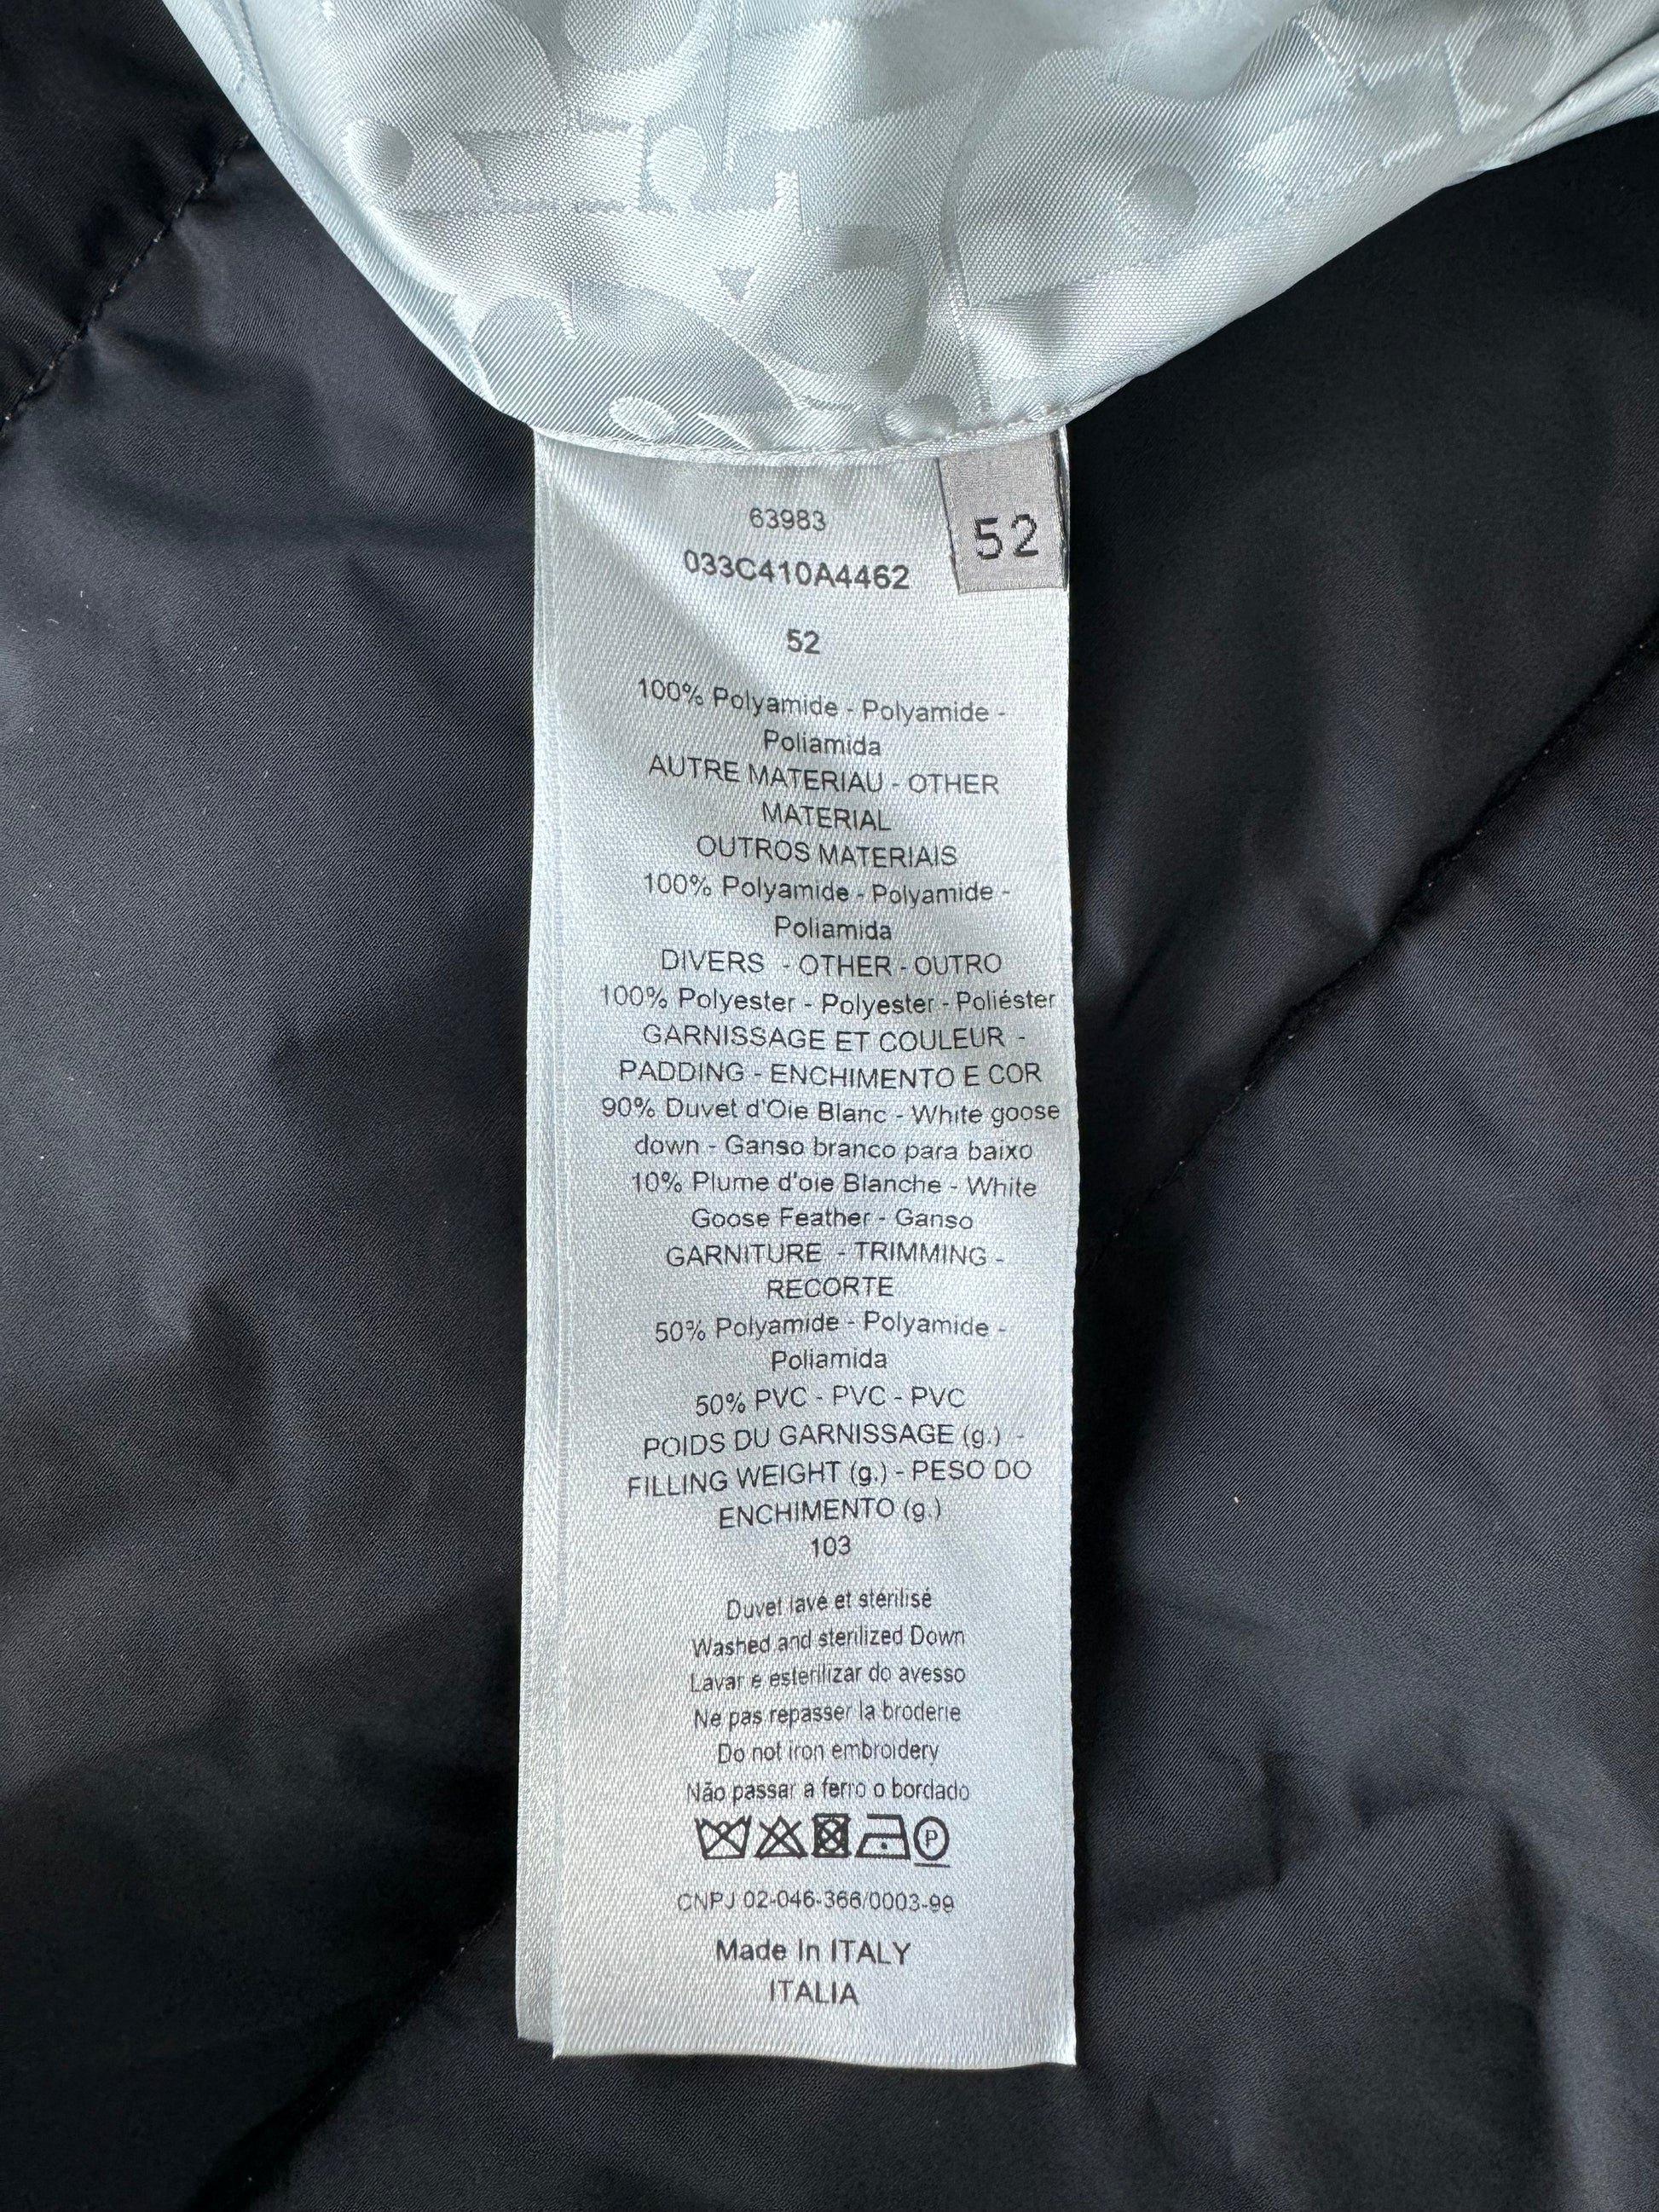 63983
52
033C410A4462
52
100% Polyamide - Polyamide -
Poliamida
AUTRE MATERIAU - OTHER
MATERIAL
OUTROS MATERIAIS
100% Polyamide - Polyamide -
Poliamida
DIVERS - OTHER - OUTRO
100% Polyester - Polyester - Poliéster
GARNISSAGE ET COULEUR -
PADDING - ENCHIMENTO E COR
90% Duvet d'Oie Blanc - White goose
down - Ganso branco para baixo
10% Plume d'oie Blanche - White
Goose Feather - Ganso
GARNITURE - TRIMMING -
RECORTE
50% Polyamide - Polyamide -
Poliamida
50% PVC - PVC - PVC
POIDS DU GARNISSAGE (g.) -
FILLING WEIGHT (g.) - PESO DO
ENCHIMENTO (g.)
103
Duvet lavé et stérilisé
Washed and sterilized Down
Lavar e esterilizar do avesso
Ne pas repasser la broderie
Do not iron embroidery
Não passar a ferro o bordado
P
CNPJ 02-046-366/0003-99
Made In ITALY
ITALIA